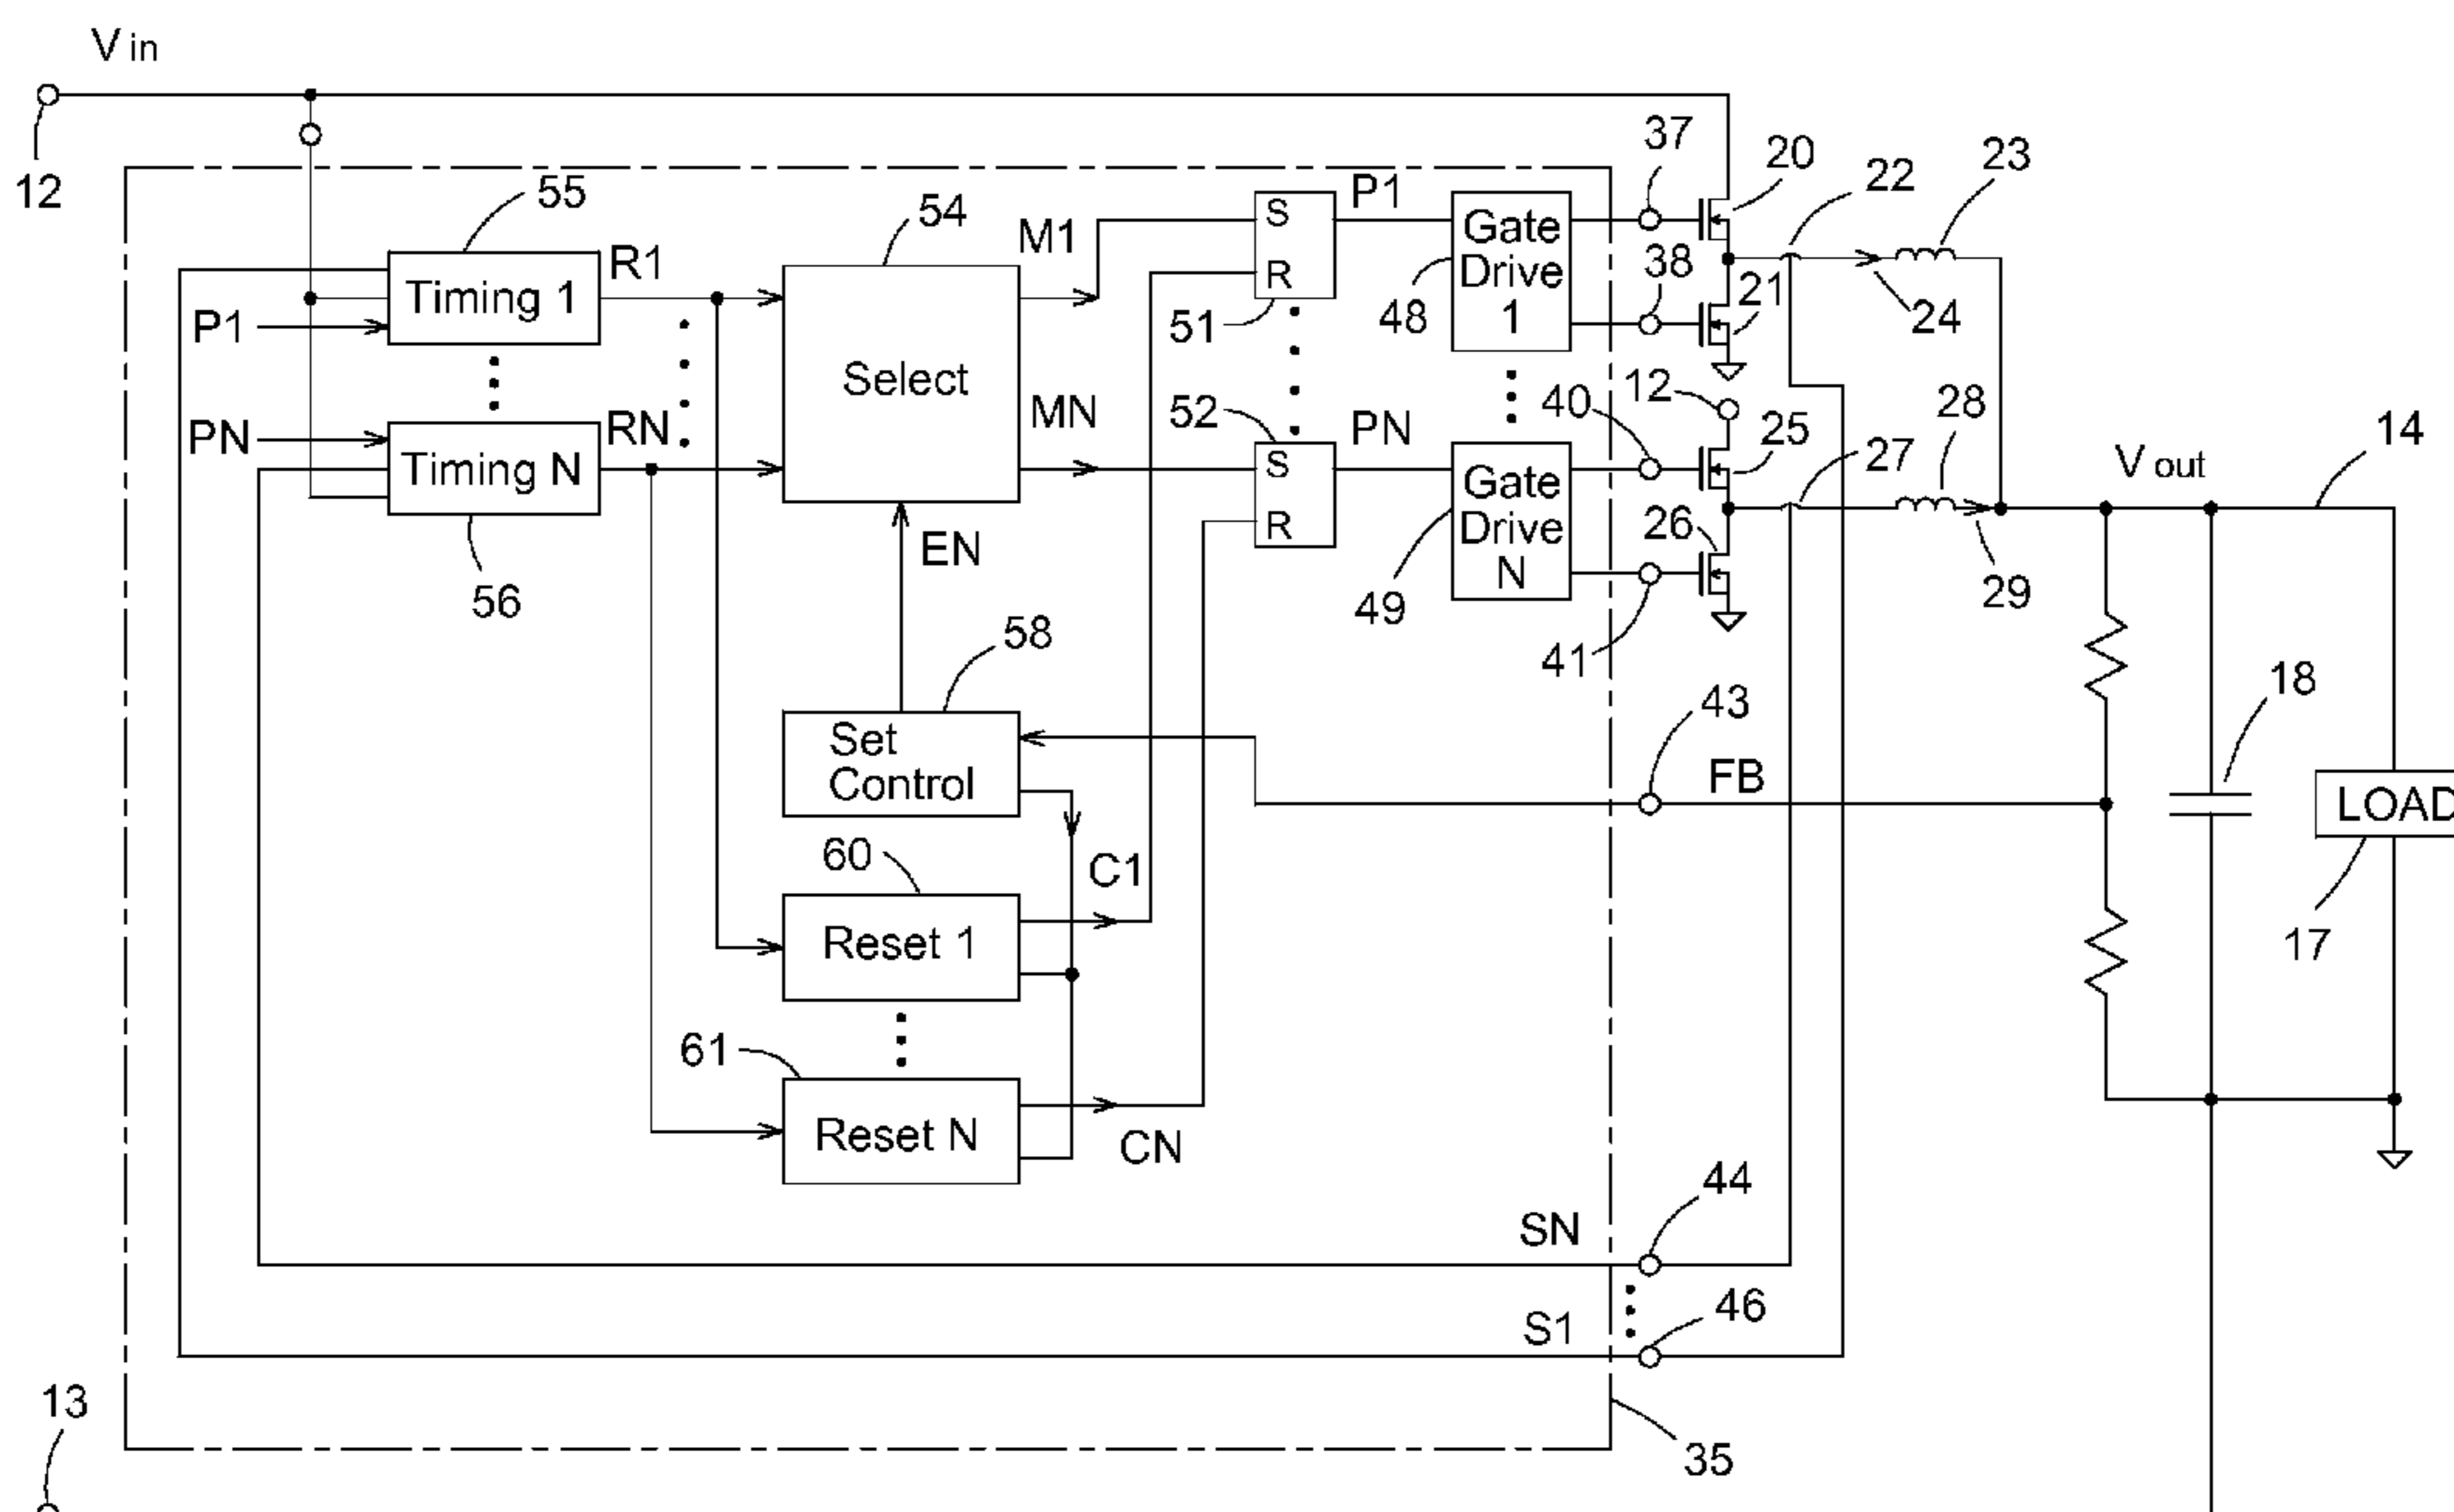 Vin
12
55
Timing 1
R1
P1
PN
Timing N
RN
56
54
Select
M1
MN
EN
S
R
51
P1
52
S
R
PN
Gate
Drive
1
48
Gate
Drive
N
49
37
38
20
21
22
23
24
12
40
25
26
27
28
29
41
Vout
14
58
Set
Control
43
FB
18
LOAD
17
60
C1
Reset 1
61
Reset N
CN
SN
44
S1
46
13
35